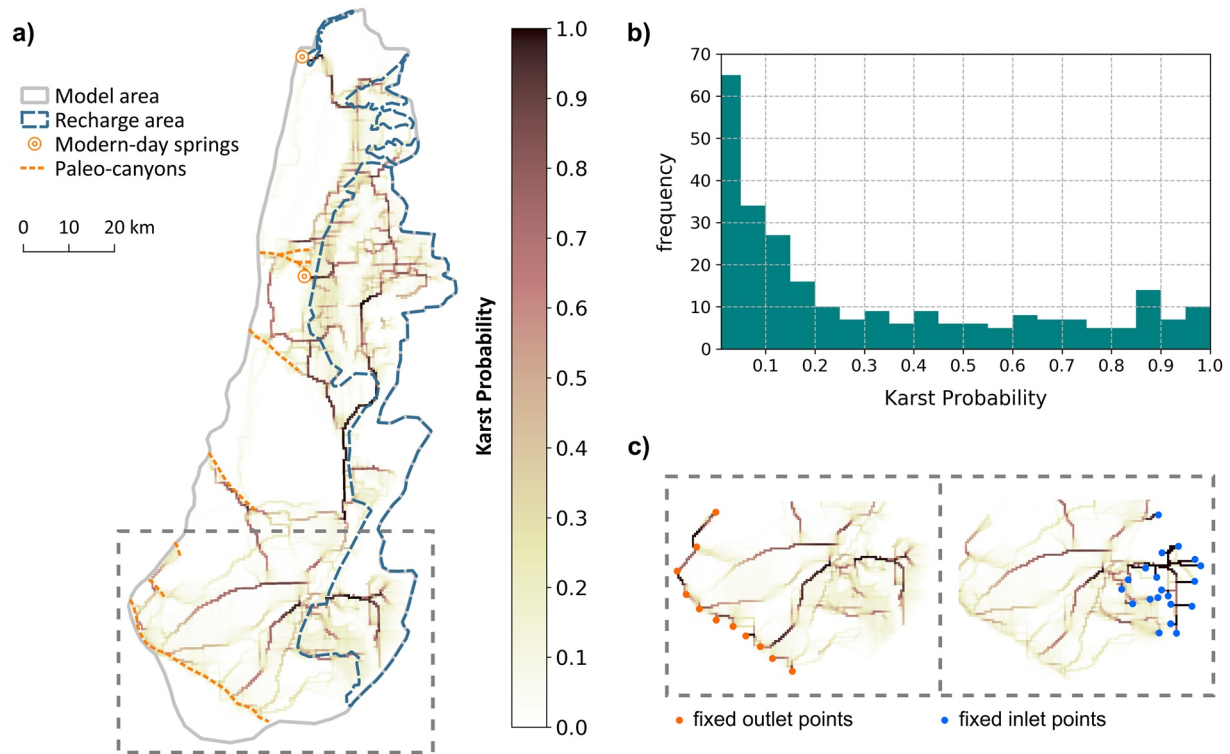 a)
Model area
Recharge area
Modern-day springs
Paleo-canyons
0 10 20 km
Karst Probability
1.0
0.9
0.8
0.7
0.6
0.5
0.4
0.3
0.2
0.1
0.0
b)
frequency
70
60
50
40
30
20
10
0
0.1 0.2 0.3 0.4 0.5 0.6 0.7 0.8 0.9 1.0
Karst Probability
c)
fixed outlet points
fixed inlet points